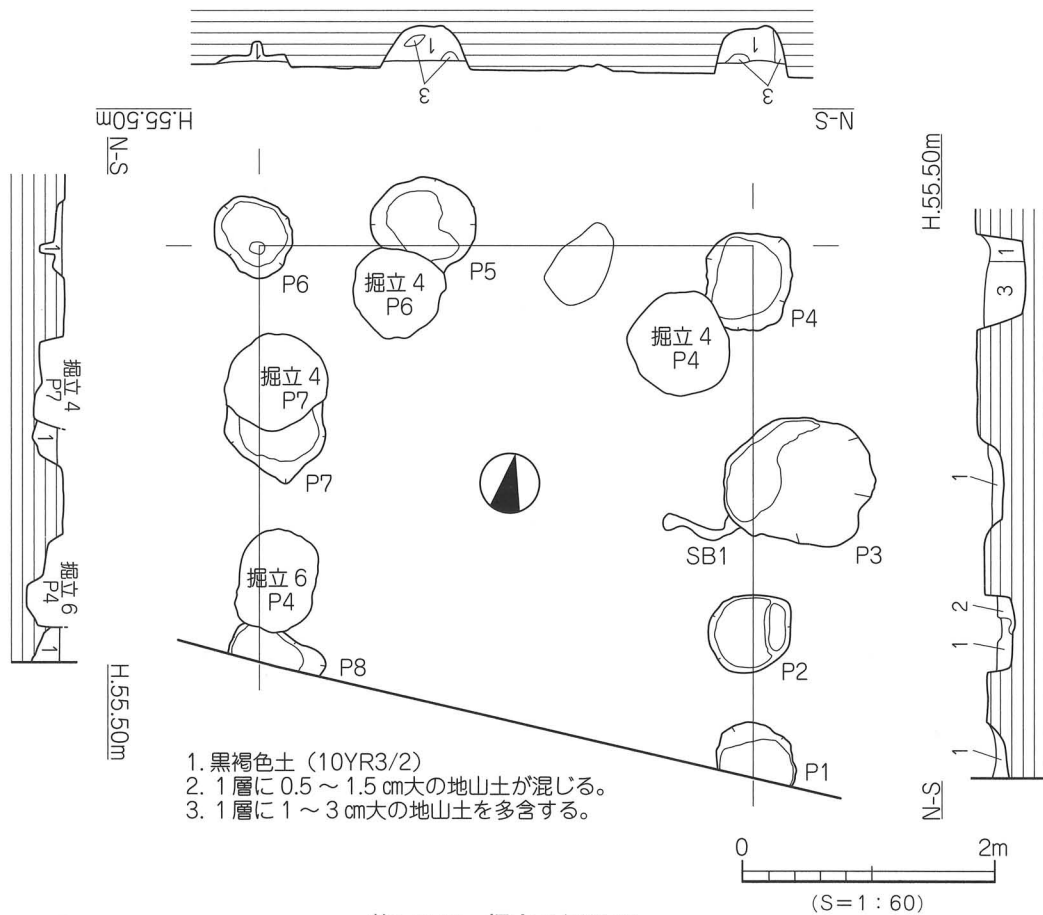 1
1
1
3
3
H.55.50m
N-S
N-S
H.55.50m
P6
P5
掘立 4
P6
P4
掘立 4
P4
掘立 4
P7
P7
SB1
P3
掘立 6
P4
P8
P2
P1
1
掘立 4
P7
1
掘立 6
P4
1
H.55.50m
1
3
1
2
1
1
N-S
1. 黒褐色土（10YR3/2）
2. 1 層に 0.5 ～ 1.5 ㎝大の地山土が混じる。
3. 1 層に 1 ～ 3 ㎝大の地山土を多含する。
0 2m
(S＝1：60)